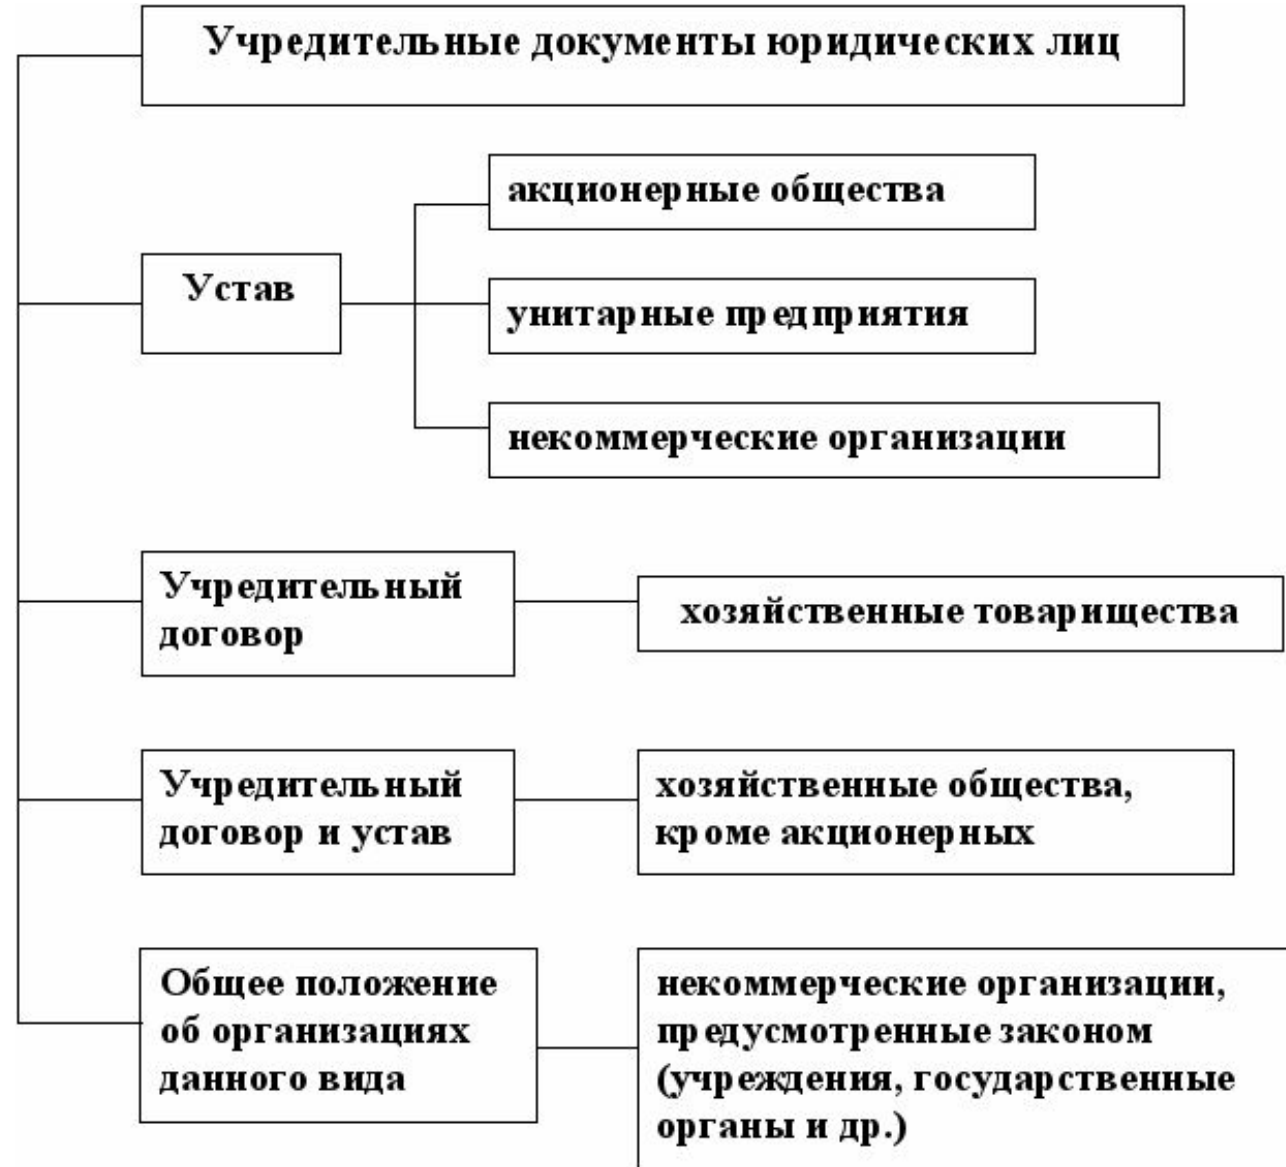 Учредительные документы юридических лиц
акционерные общества
Устав
унитарные предприятия
некоммерческие организации
Учредительный
договор
хозяйственные товарищества
Учредительный
договор и устав
хозяйственные общества,
кроме акционерных
Общее положение
об организациях
данного вида
некоммерческие организации,
предусмотренные законом
(учреждения, государственные
органы и др.)